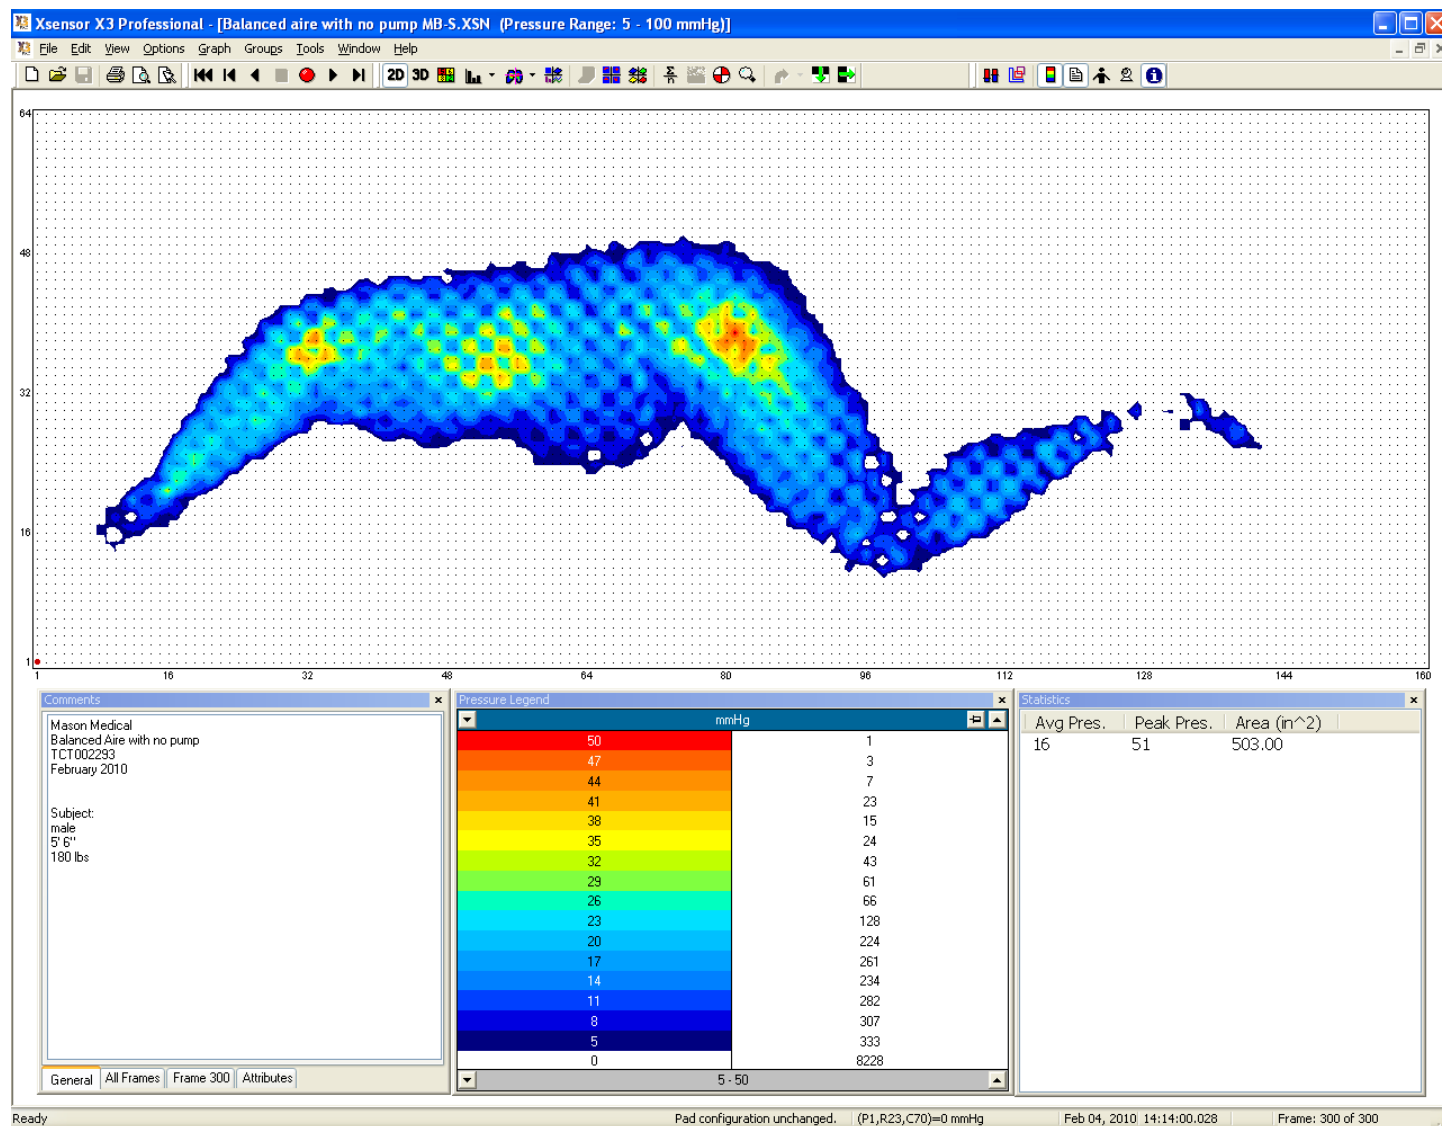 Xsensor X3 Professional - [Balanced aire with no pump MB-S.XSN (Pressure Range: 5 - 100 mmHg)]
File Edit View Options Graph Groups Tools Window Help
2D 3D
64
48
32
16
1
1 16 32 48 64 80 96 112 128 144 160
Comments
Mason Medical
Balanced Aire with no pump
TCT002293
February 2010
Subject:
male
5' 6"
180 lbs
General All Frames Frame 300 Attributes
Pressure Legend
mmHg
50 1
47 3
44 7
41 23
38 15
35 24
32 43
29 61
26 66
23 128
20 224
17 261
14 234
11 282
8 307
5 333
0 8228
5 - 50
Statistics
Avg Pres. Peak Pres. Area (in^2)
16 51 503.00
Ready Pad configuration unchanged. (P1,R23,C70)=0 mmHg Feb 04, 2010 14:14:00.028 Frame: 300 of 300